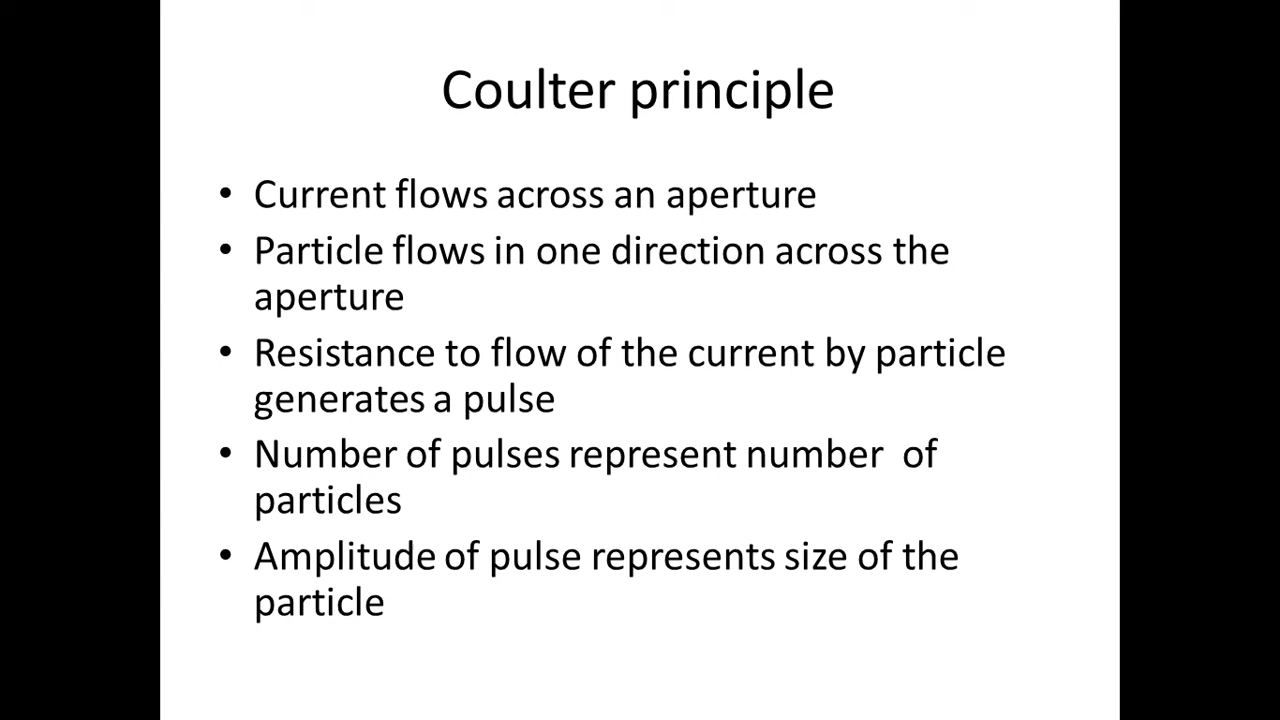 Coulter principle
• Current flows across an aperture
• Particle flows in one direction across the
aperture
• Resistance to flow of the current by particle
generates a pulse
• Number of pulses represent number  of
particles
• Amplitude of pulse represents size of the
particle